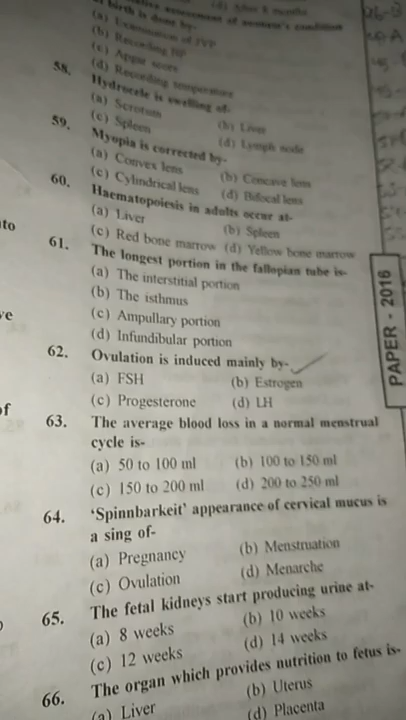 birth is done by-
(a) Examination of PVP
(b) Recording BP
(c) Apgar score
(d) Recording temperature
58. Hydrocele is swelling of-
(a) Scrotum (b) Liver
(c) Spleen (d) Lymph node
59. Myopia is corrected by-
(a) Convex lens (b) Concave lens
(c) Cylindrical lens (d) Bifocal lens
60. Haematopoiesis in adults occur at-
(a) Liver (b) Spleen
(c) Red bone marrow (d) Yellow bone marrow
61. The longest portion in the fallopian tube is-
(a) The interstitial portion
(b) The isthmus
(c) Ampullary portion
(d) Infundibular portion
62. Ovulation is induced mainly by-
(a) FSH (b) Estrogen
(c) Progesterone (d) LH
63. The average blood loss in a normal menstrual
cycle is-
(a) 50 to 100 ml (b) 100 to 150 ml
(c) 150 to 200 ml (d) 200 to 250 ml
64. 'Spinnbarkeit' appearance of cervical mucus is
a sing of-
(a) Pregnancy (b) Menstruation
(c) Ovulation (d) Menarche
65. The fetal kidneys start producing urine at-
(a) 8 weeks (b) 10 weeks
(c) 12 weeks (d) 14 weeks
66. The organ which provides nutrition to fetus is-
(a) Liver (b) Uterus
(d) Placenta
PAPER - 2016